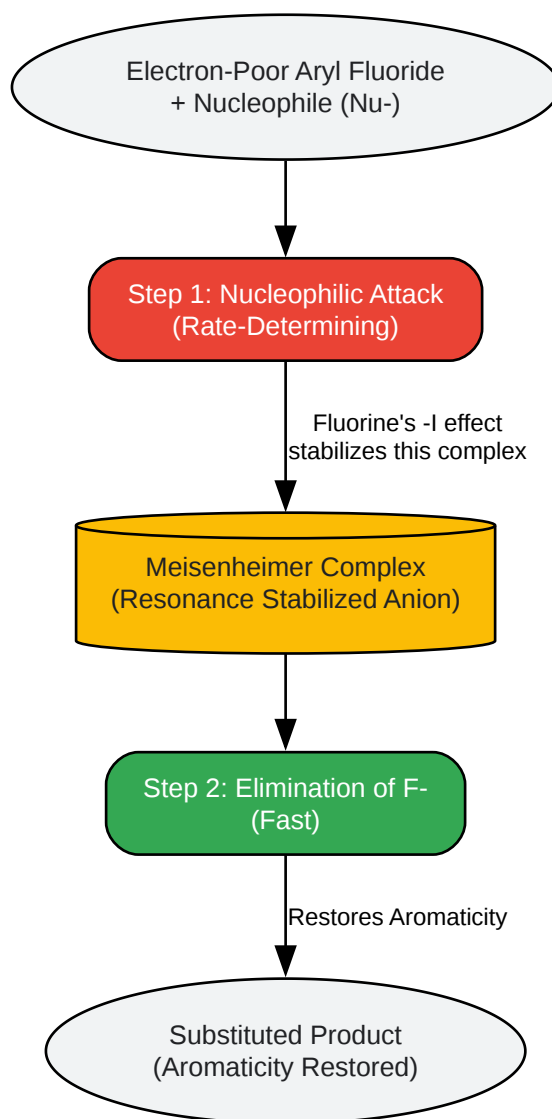 Electron-Poor Aryl Fluoride
+ Nucleophile (Nu-)
Step 1: Nucleophilic Attack
(Rate-Determining)
Fluorine's -I effect
stabilizes this complex
Meisenheimer Complex
(Resonance Stabilized Anion)
Step 2: Elimination of F-
(Fast)
Restores Aromaticity
Substituted Product
(Aromaticity Restored)